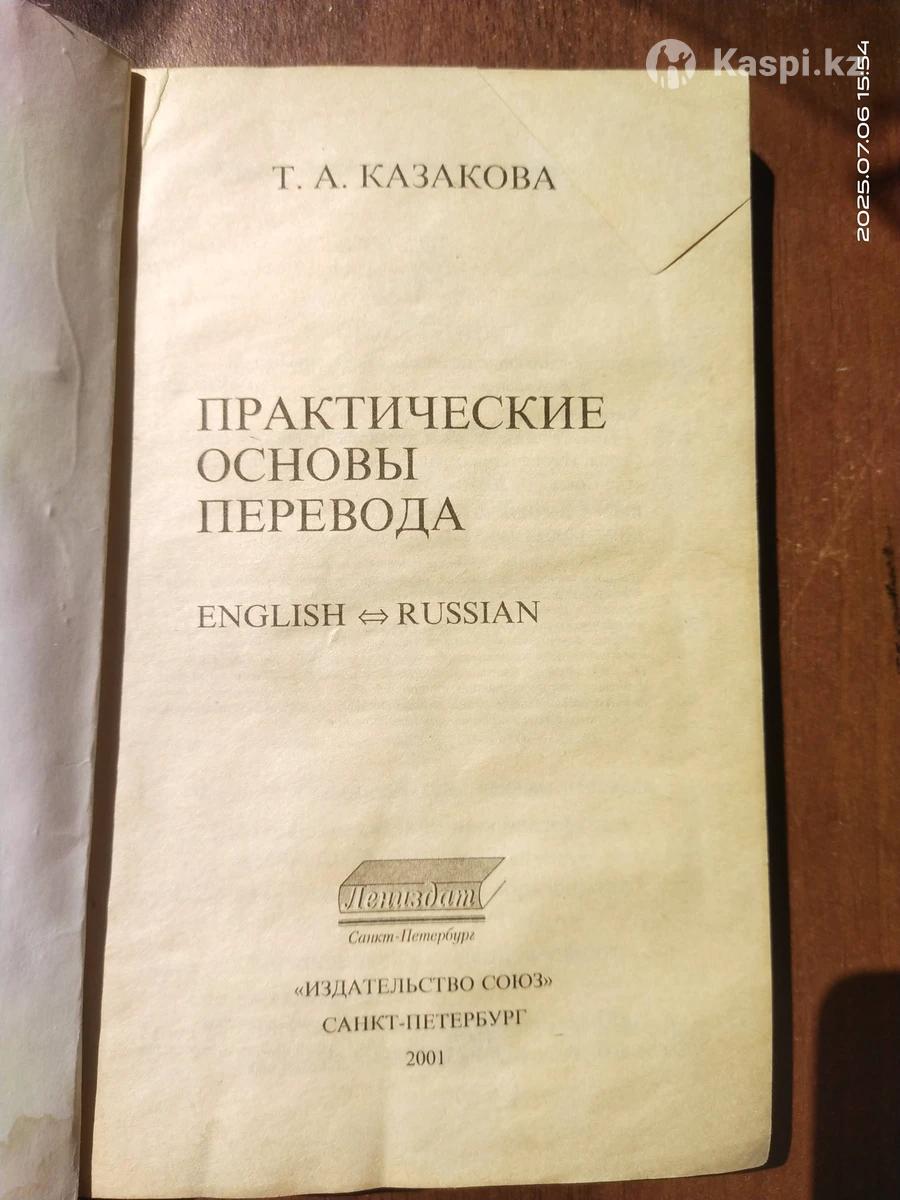 Kaspi.kz
2025.07.06 15:54
Т. А. КАЗАКОВА
ПРАКТИЧЕСКИЕ
ОСНОВЫ
ПЕРЕВОДА
ENGLISH ⇔ RUSSIAN
Лениздат
Санкт-Петербург
«ИЗДАТЕЛЬСТВО СОЮЗ»
САНКТ-ПЕТЕРБУРГ
2001